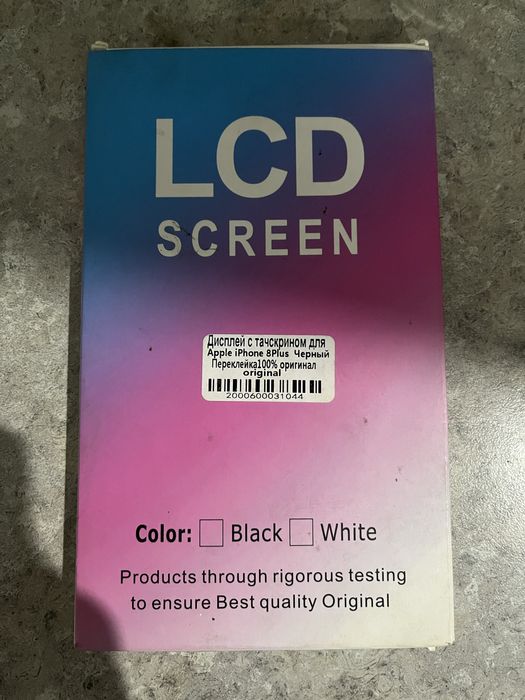 LCD
SCREEN
Дисплей с тачскрином для
Apple iPhone 8Plus Черный
Переклейка100% оригинал
original
2000600031044
Color: Black White
Products through rigorous testing
to ensure Best quality Original